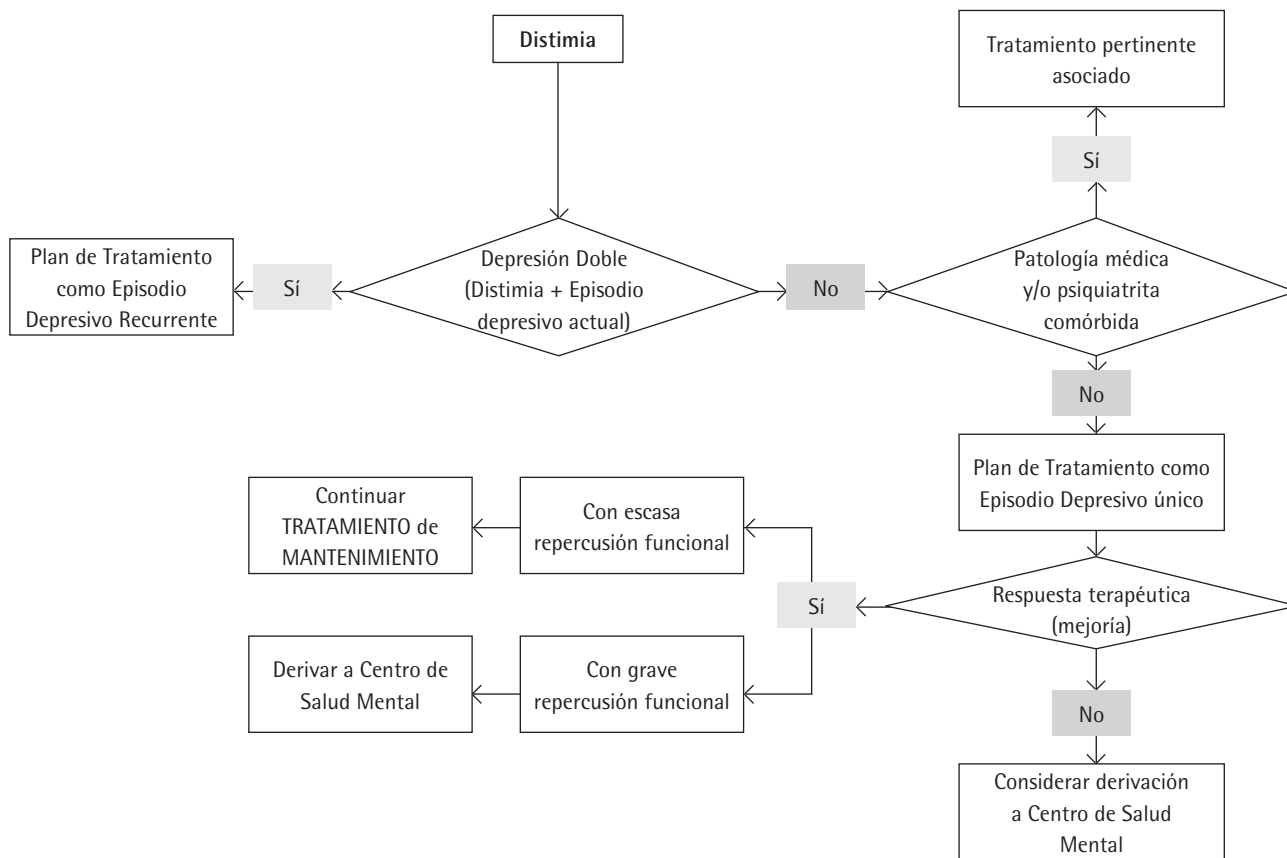 Distimia
Tratamiento pertinente
asociado
Sí
Plan de Tratamiento
como Episodio
Depresivo Recurrente
Sí
Depresión Doble
(Distimia + Episodio
depresivo actual)
No
Patología médica
y/o psiquiatrita
comórbida
No
Plan de Tratamiento como
Episodio Depresivo único
Continuar
TRATAMIENTO de
MANTENIMIENTO
Con escasa
repercusión funcional
Sí
Respuesta terapéutica
(mejoría)
Derivar a Centro de
Salud Mental
Con grave
repercusión funcional
No
Considerar derivación
a Centro de Salud
Mental